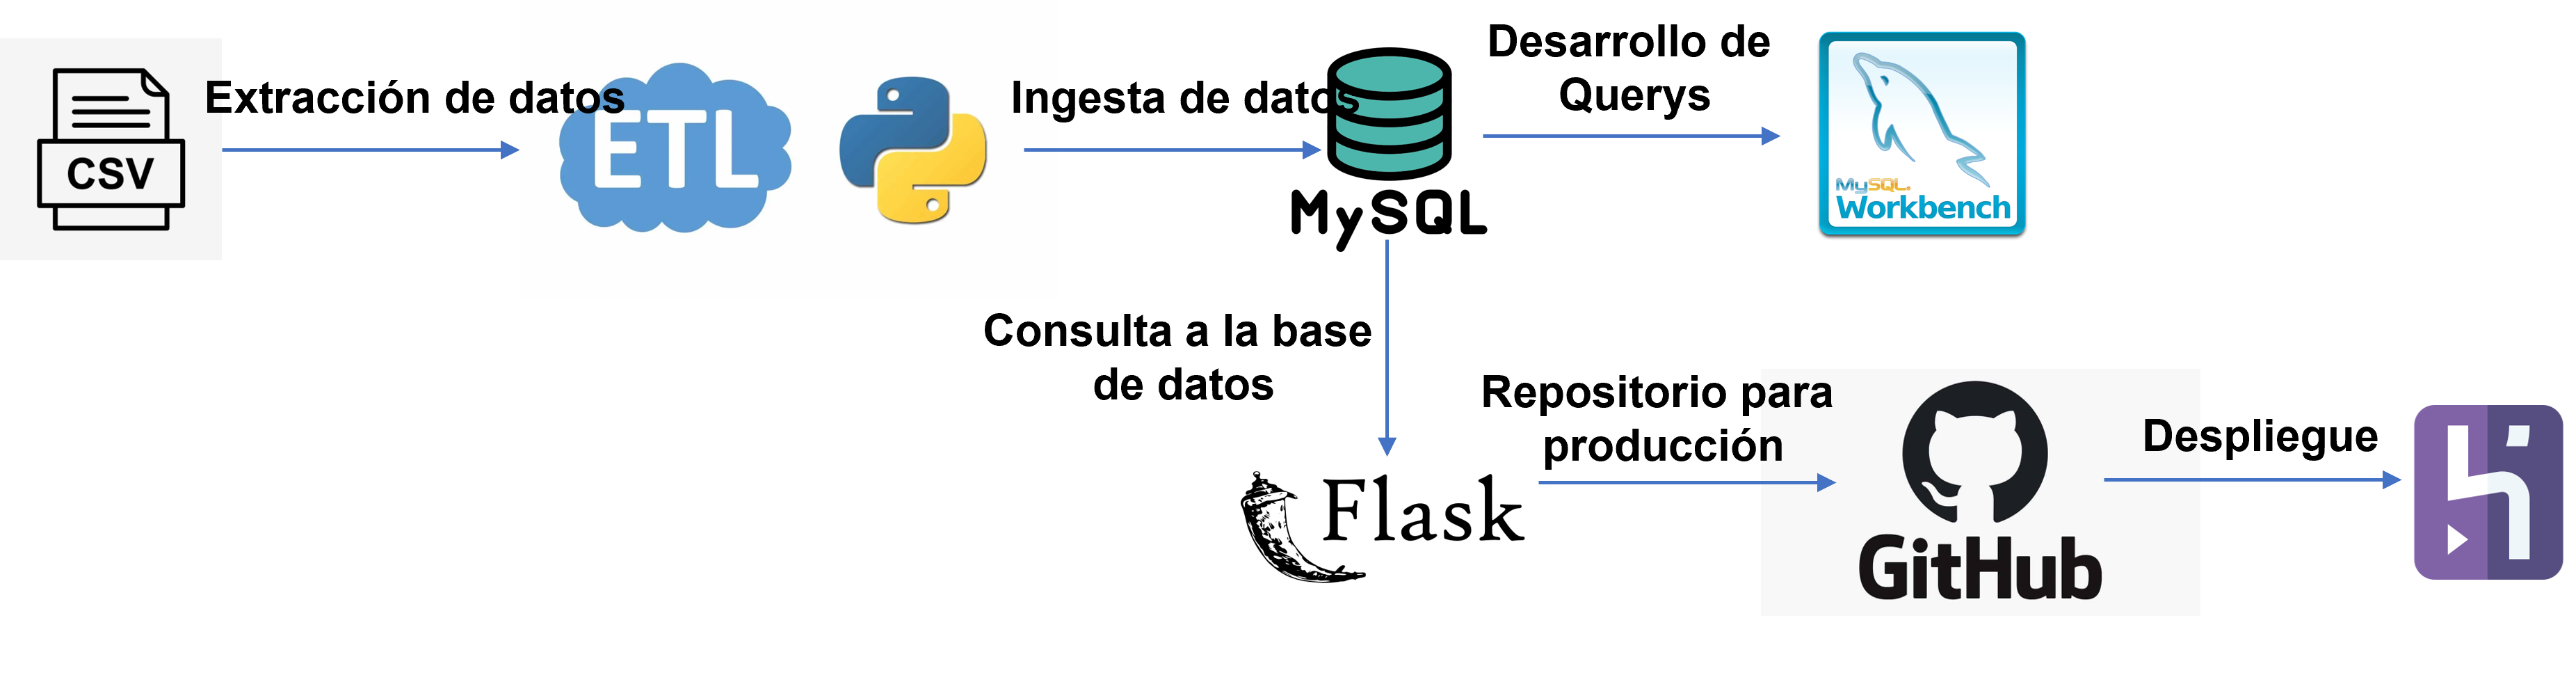 CSV
Extracción de datos
ETL
Ingesta de datos
MySQL
Desarrollo de
Querys
MySQL
Workbench
Consulta a la base
de datos
Flask
Repositorio para
producción
GitHub
Despliegue